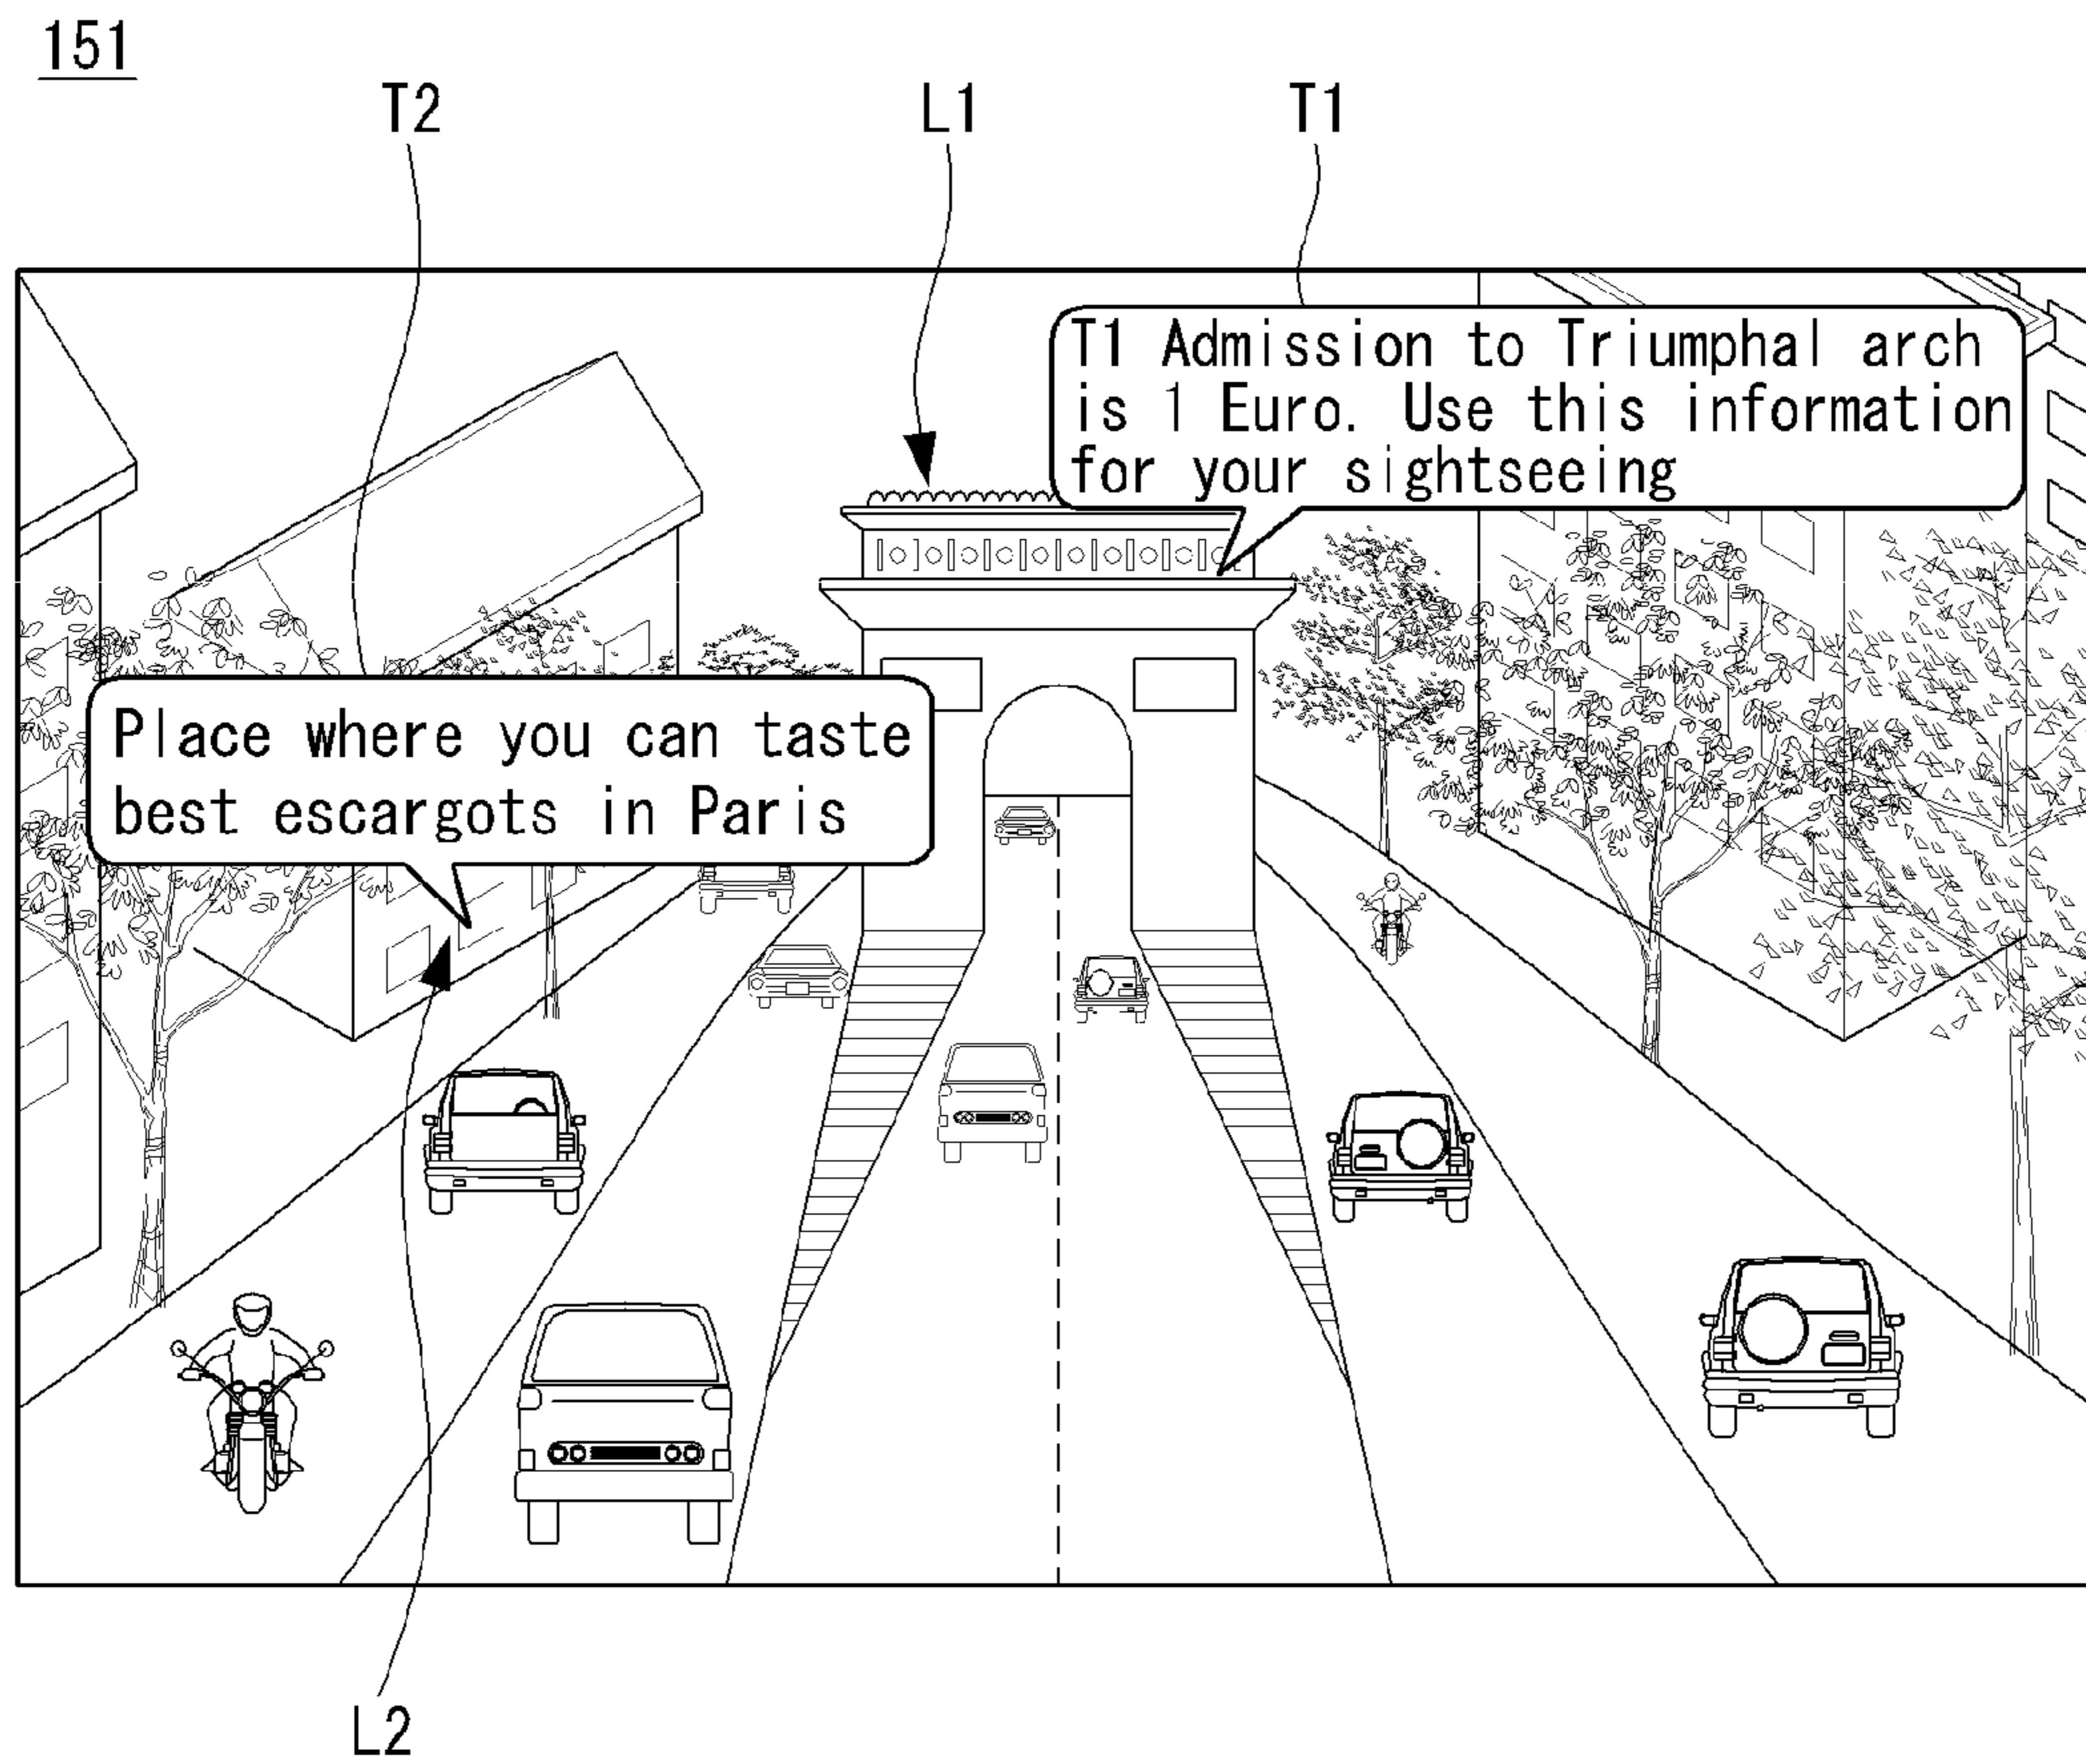 151
T2
L1
T1
T1 Admission to Triumphal arch
is 1 Euro. Use this information
for your sightseeing
Place where you can taste
best escargots in Paris
L2